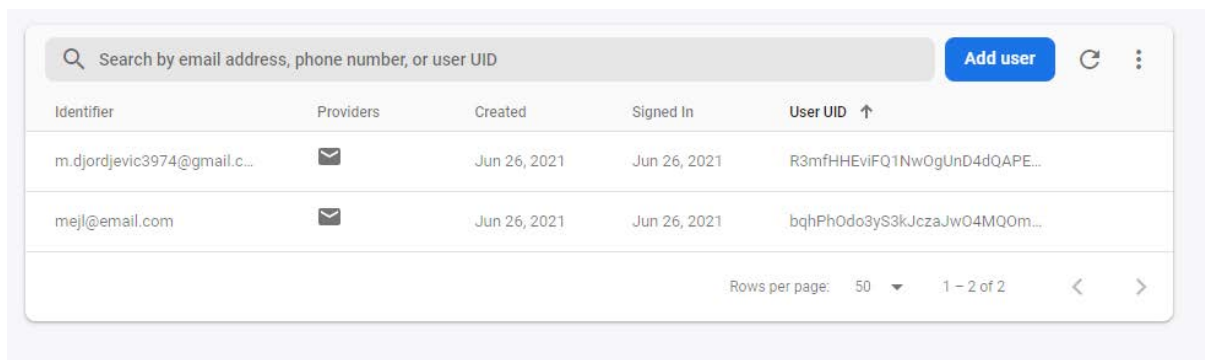 Search by email address, phone number, or user UID Add user
Identifier Providers Created Signed In User UID
m.djordjevic3974@gmail.c... Jun 26, 2021 Jun 26, 2021 R3mfHHEviFQ1NwOgUnD4dQAPE...
mejl@email.com Jun 26, 2021 Jun 26, 2021 bqhPhOdo3yS3kJczaJwO4MQOm...
Rows per page: 50 1 – 2 of 2